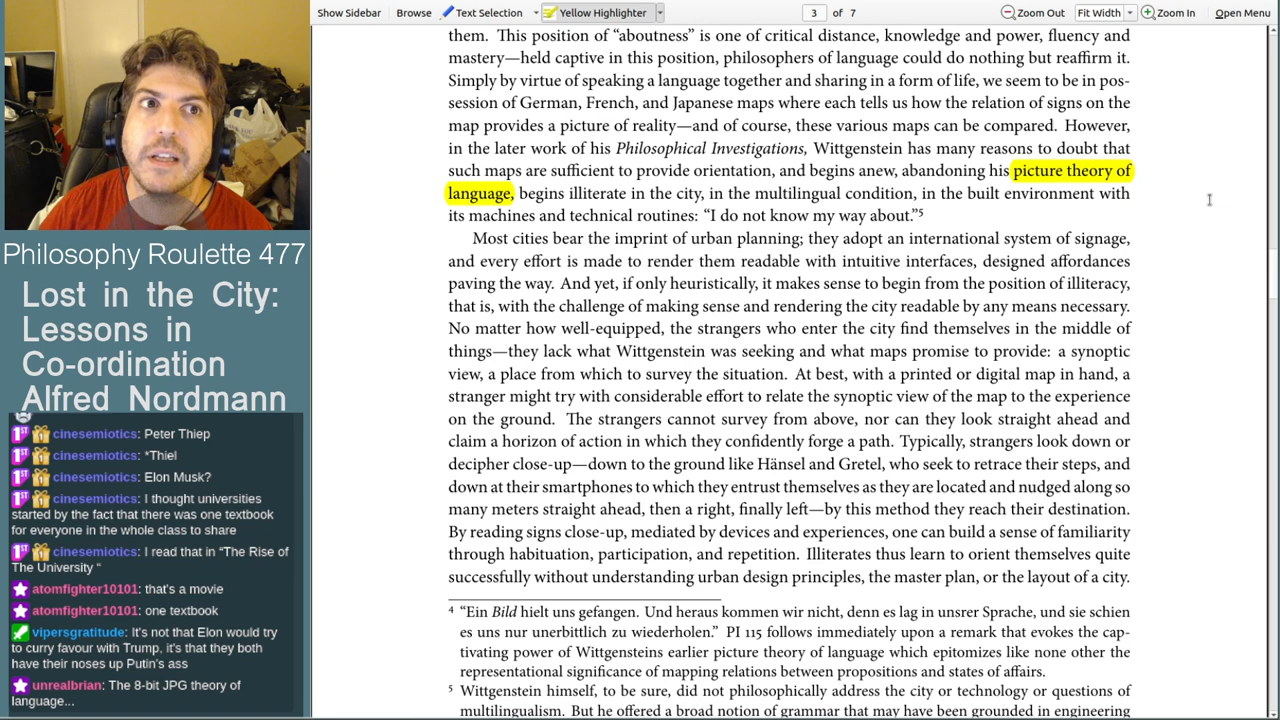 Show Sidebar Browse Text Selection Yellow Highlighter 3 of 7 Zoom Out Fit Width Zoom In Open Menu
them. This position of “aboutness” is one of critical distance, knowledge and power, fluency and
mastery—held captive in this position, philosophers of language could do nothing but reaffirm it.
Simply by virtue of speaking a language together and sharing in a form of life, we seem to be in pos-
session of German, French, and Japanese maps where each tells us how the relation of signs on the
map provides a picture of reality—and of course, these various maps can be compared. However,
in the later work of his Philosophical Investigations, Wittgenstein has many reasons to doubt that
such maps are sufficient to provide orientation, and begins anew, abandoning his picture theory of
language, begins illiterate in the city, in the multilingual condition, in the built environment with
its machines and technical routines: “I do not know my way about.”5
Most cities bear the imprint of urban planning; they adopt an international system of signage,
and every effort is made to render them readable with intuitive interfaces, designed affordances
paving the way. And yet, if only heuristically, it makes sense to begin from the position of illiteracy,
that is, with the challenge of making sense and rendering the city readable by any means necessary.
No matter how well-equipped, the strangers who enter the city find themselves in the middle of
things—they lack what Wittgenstein was seeking and what maps promise to provide: a synoptic
view, a place from which to survey the situation. At best, with a printed or digital map in hand, a
stranger might try with considerable effort to relate the synoptic view of the map to the experience
on the ground. The strangers cannot survey from above, nor can they look straight ahead and
claim a horizon of action in which they confidently forge a path. Typically, strangers look down or
decipher close-up—down to the ground like Hänsel and Gretel, who seek to retrace their steps, and
down at their smartphones to which they entrust themselves as they are located and nudged along so
many meters straight ahead, then a right, finally left—by this method they reach their destination.
By reading signs close-up, mediated by devices and experiences, one can build a sense of familiarity
through habituation, participation, and repetition. Illiterates thus learn to orient themselves quite
successfully without understanding urban design principles, the master plan, or the layout of a city.
4 “Ein Bild hielt uns gefangen. Und heraus kommen wir nicht, denn es lag in unsrer Sprache, und sie schien
es uns nur unerbittlich zu wiederholen.” PI 115 follows immediately upon a remark that evokes the cap-
tivating power of Wittgensteins earlier picture theory of language which epitomizes like none other the
representational significance of mapping relations between propositions and states of affairs.
5 Wittgenstein himself, to be sure, did not philosophically address the city or technology or questions of
multilingualism. But he offered a broad notion of grammar that may have been grounded in engineering
Philosophy Roulette 477
Lost in the City:
Lessons in
Co-ordination
Alfred Nordmann
1ST cinesemiotics: Peter Thiep
1ST cinesemiotics: *Thiel
1ST cinesemiotics: Elon Musk?
1ST cinesemiotics: I thought universities
started by the fact that there was one textbook
for everyone in the whole class to share
1ST cinesemiotics: I read that in “The Rise of
The University “
atomfighter10101: that's a movie
atomfighter10101: one textbook
vipersgratitude: It's not that Elon would try
to curry favour with Trump, it's that they both
have their noses up Putin's ass
unrealbrian: The 8-bit JPG theory of
language...